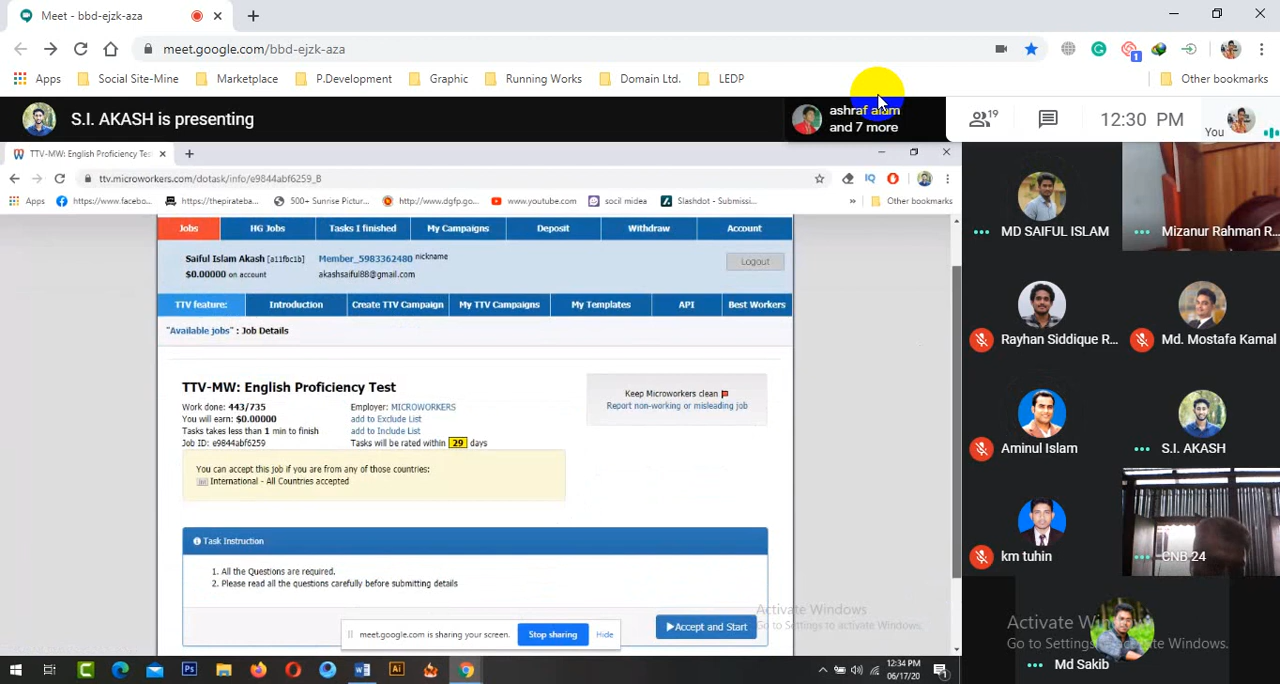 Meet - bbd-ejzk-aza
meet.google.com/bbd-ejzk-aza
1
Apps Social Site-Mine Marketplace P.Development Graphic Running Works Domain Ltd. LEDP Other bookmarks
S.I. AKASH is presenting
ashraf alam
and 7 more
19
12:30 PM
You
TTV-MW: English Proficiency Tes
ttv.microworkers.com/dotask/info/e9844abf6259_B
IQ
Apps https://www.facebo... https://thepirateba... 500+ Sunrise Pictur... http://www.dgfp.go... www.youtube.com socil midea Slashdot - Submissi... » Other bookmarks
Jobs HG Jobs Tasks I finished My Campaigns Deposit Withdraw Account
Saiful Islam Akash [a11fbc1b] Member_5983362480 nickname
$0.00000 on account akashsaiful88@gmail.com
Logout
TTV feature: Introduction Create TTV Campaign My TTV Campaigns My Templates API Best Workers
"Available jobs" : Job Details
TTV-MW: English Proficiency Test
Work done: 443/735 Employer: MICROWORKERS
You will earn: $0.00000 add to Exclude List
Tasks takes less than 1 min to finish add to Include List
Job ID: e9844abf6259 Tasks will be rated within 29 days
Keep Microworkers clean
Report non-working or misleading job
You can accept this job if you are from any of those countries:
International - All Countries accepted
Task Instruction
1. All the Questions are required.
2. Please read all the questions carefully before submitting details
Accept and Start
meet.google.com is sharing your screen. Stop sharing Hide
Activate Windows
Go to Settings to activate Windows.
MD SAIFUL ISLAM
Mizanur Rahman R...
Rayhan Siddique R...
Md. Mostafa Kamal
Aminul Islam
S.I. AKASH
km tuhin
CNB 24
Activate Windows
Go to Settings to activate Windows.
Md Sakib
Ps
Ai
12:34 PM
06/17/20
1